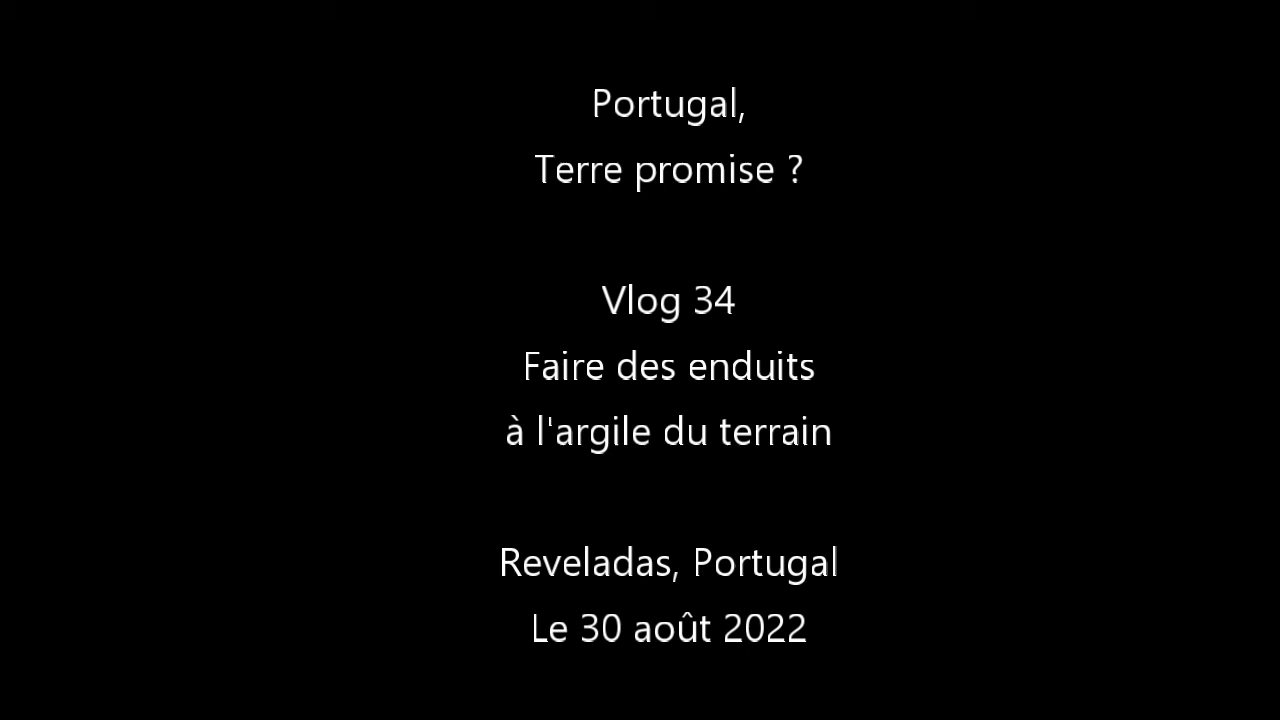 Portugal,
Terre promise ?
Vlog 34
Faire des enduits
à l'argile du terrain
Reveladas, Portugal
Le 30 août 2022